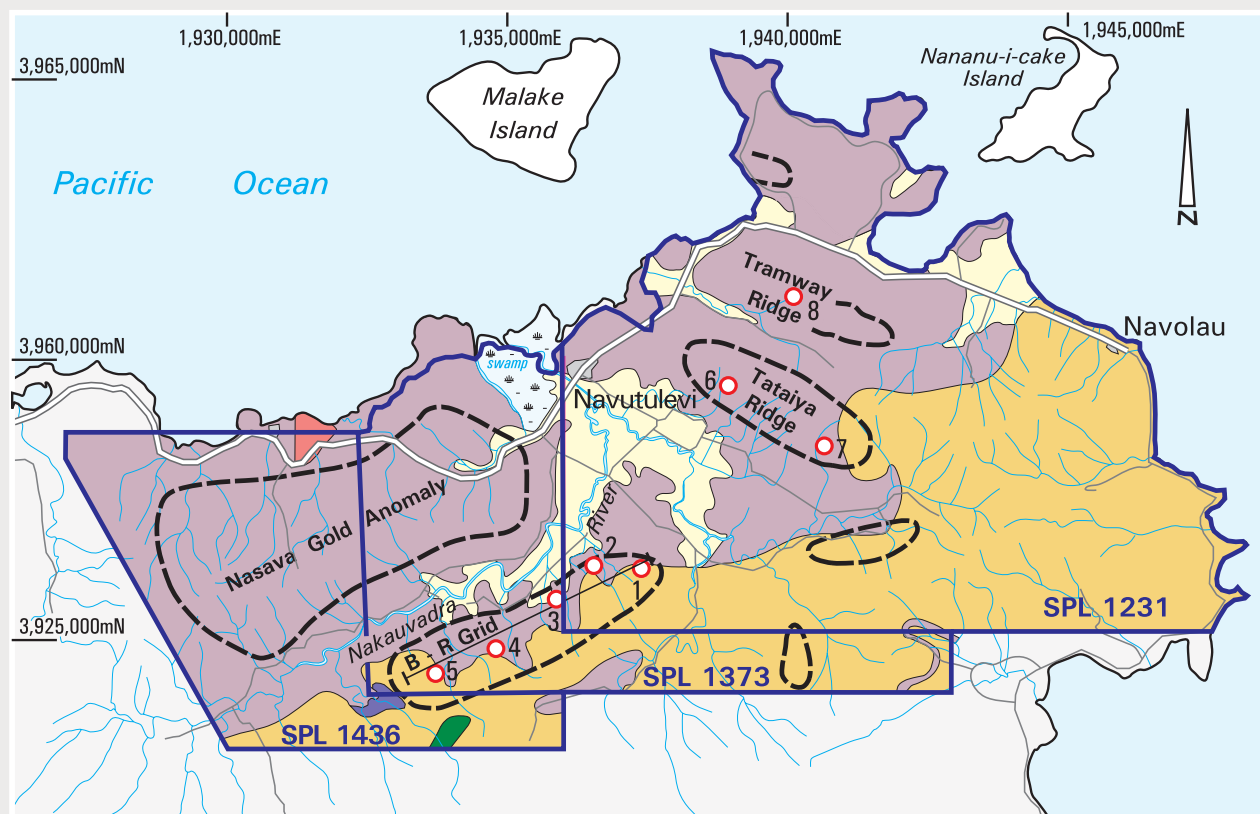 1,930,000mE
1,935,000mE
1,940,000mE
1,945,000mE
3,965,000mN
Nananu-i-cake
Island
Malake
Island
Pacific Ocean
N
Tramway
Ridge
8
Navolau
3,960,000mN
swamp
Navutulevi
6
Tataiya
Ridge
7
Nasava Gold Anomaly
River
2
1
3
Nakauvadra
B - R Grid
4
5
3,925,000mN
SPL 1231
SPL 1373
SPL 1436